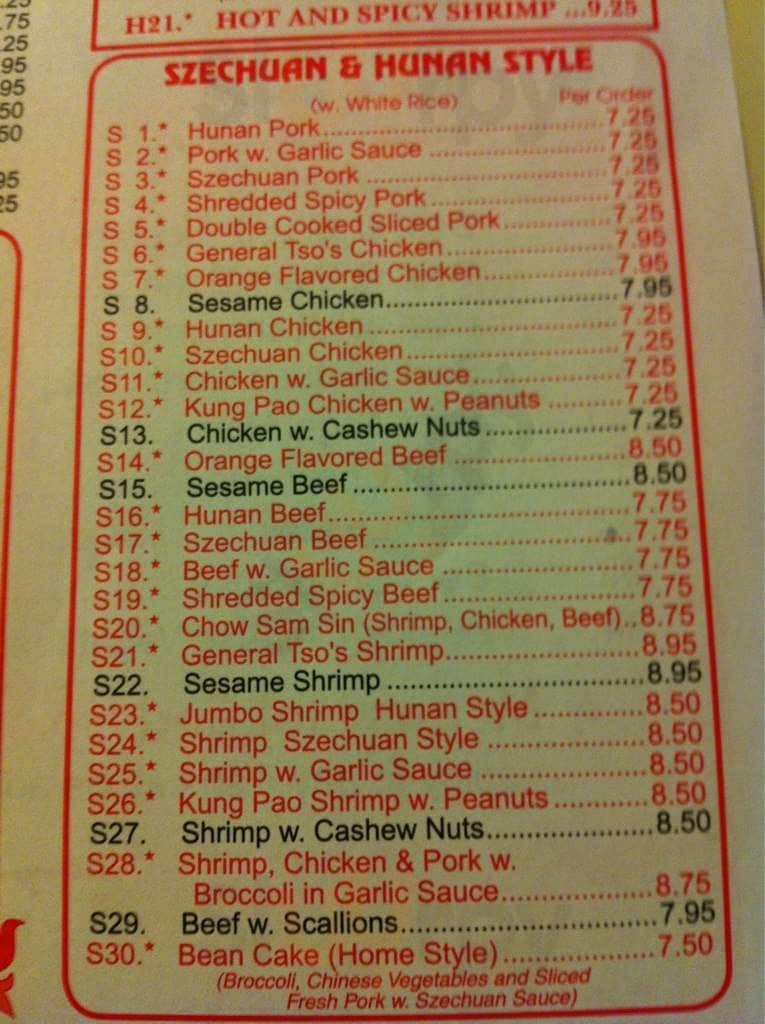 .75
25
95
95
50
50
95
25
H21.* HOT AND SPICY SHRIMP ...9.25
SZECHUAN & HUNAN STYLE
(w. White Rice) Per Order
S 1.* Hunan Pork..............................7.25
S 2.* Pork w. Garlic Sauce ....................7.25
S 3.* Szechuan Pork ..........................7.25
S 4.* Shredded Spicy Pork....................7.25
S 5.* Double Cooked Sliced Pork............7.25
S 6.* General Tso's Chicken..................7.95
S 7.* Orange Flavored Chicken..............7.95
S 8. Sesame Chicken..........................7.95
S 9.* Hunan Chicken ..........................7.25
S10.* Szechuan Chicken......................7.25
S11.* Chicken w. Garlic Sauce................7.25
S12.* Kung Pao Chicken w. Peanuts ........7.25
S13. Chicken w. Cashew Nuts................7.25
S14.* Orange Flavored Beef ..................8.50
S15. Sesame Beef..............................8.50
S16.* Hunan Beef..............................7.75
S17.* Szechuan Beef ..........................7.75
S18.* Beef w. Garlic Sauce ..................7.75
S19.* Shredded Spicy Beef....................7.75
S20.* Chow Sam Sin (Shrimp, Chicken, Beef)..8.75
S21.* General Tso's Shrimp....................8.95
S22. Sesame Shrimp ..........................8.95
S23.* Jumbo Shrimp Hunan Style ............8.50
S24.* Shrimp Szechuan Style ................8.50
S25.* Shrimp w. Garlic Sauce ................8.50
S26.* Kung Pao Shrimp w. Peanuts..........8.50
S27. Shrimp w. Cashew Nuts..................8.50
S28.* Shrimp, Chicken & Pork w.
Broccoli in Garlic Sauce..................8.75
S29. Beef w. Scallions..........................7.95
S30.* Bean Cake (Home Style)................7.50
(Broccoli, Chinese Vegetables and Sliced
Fresh Pork w. Szechuan Sauce)